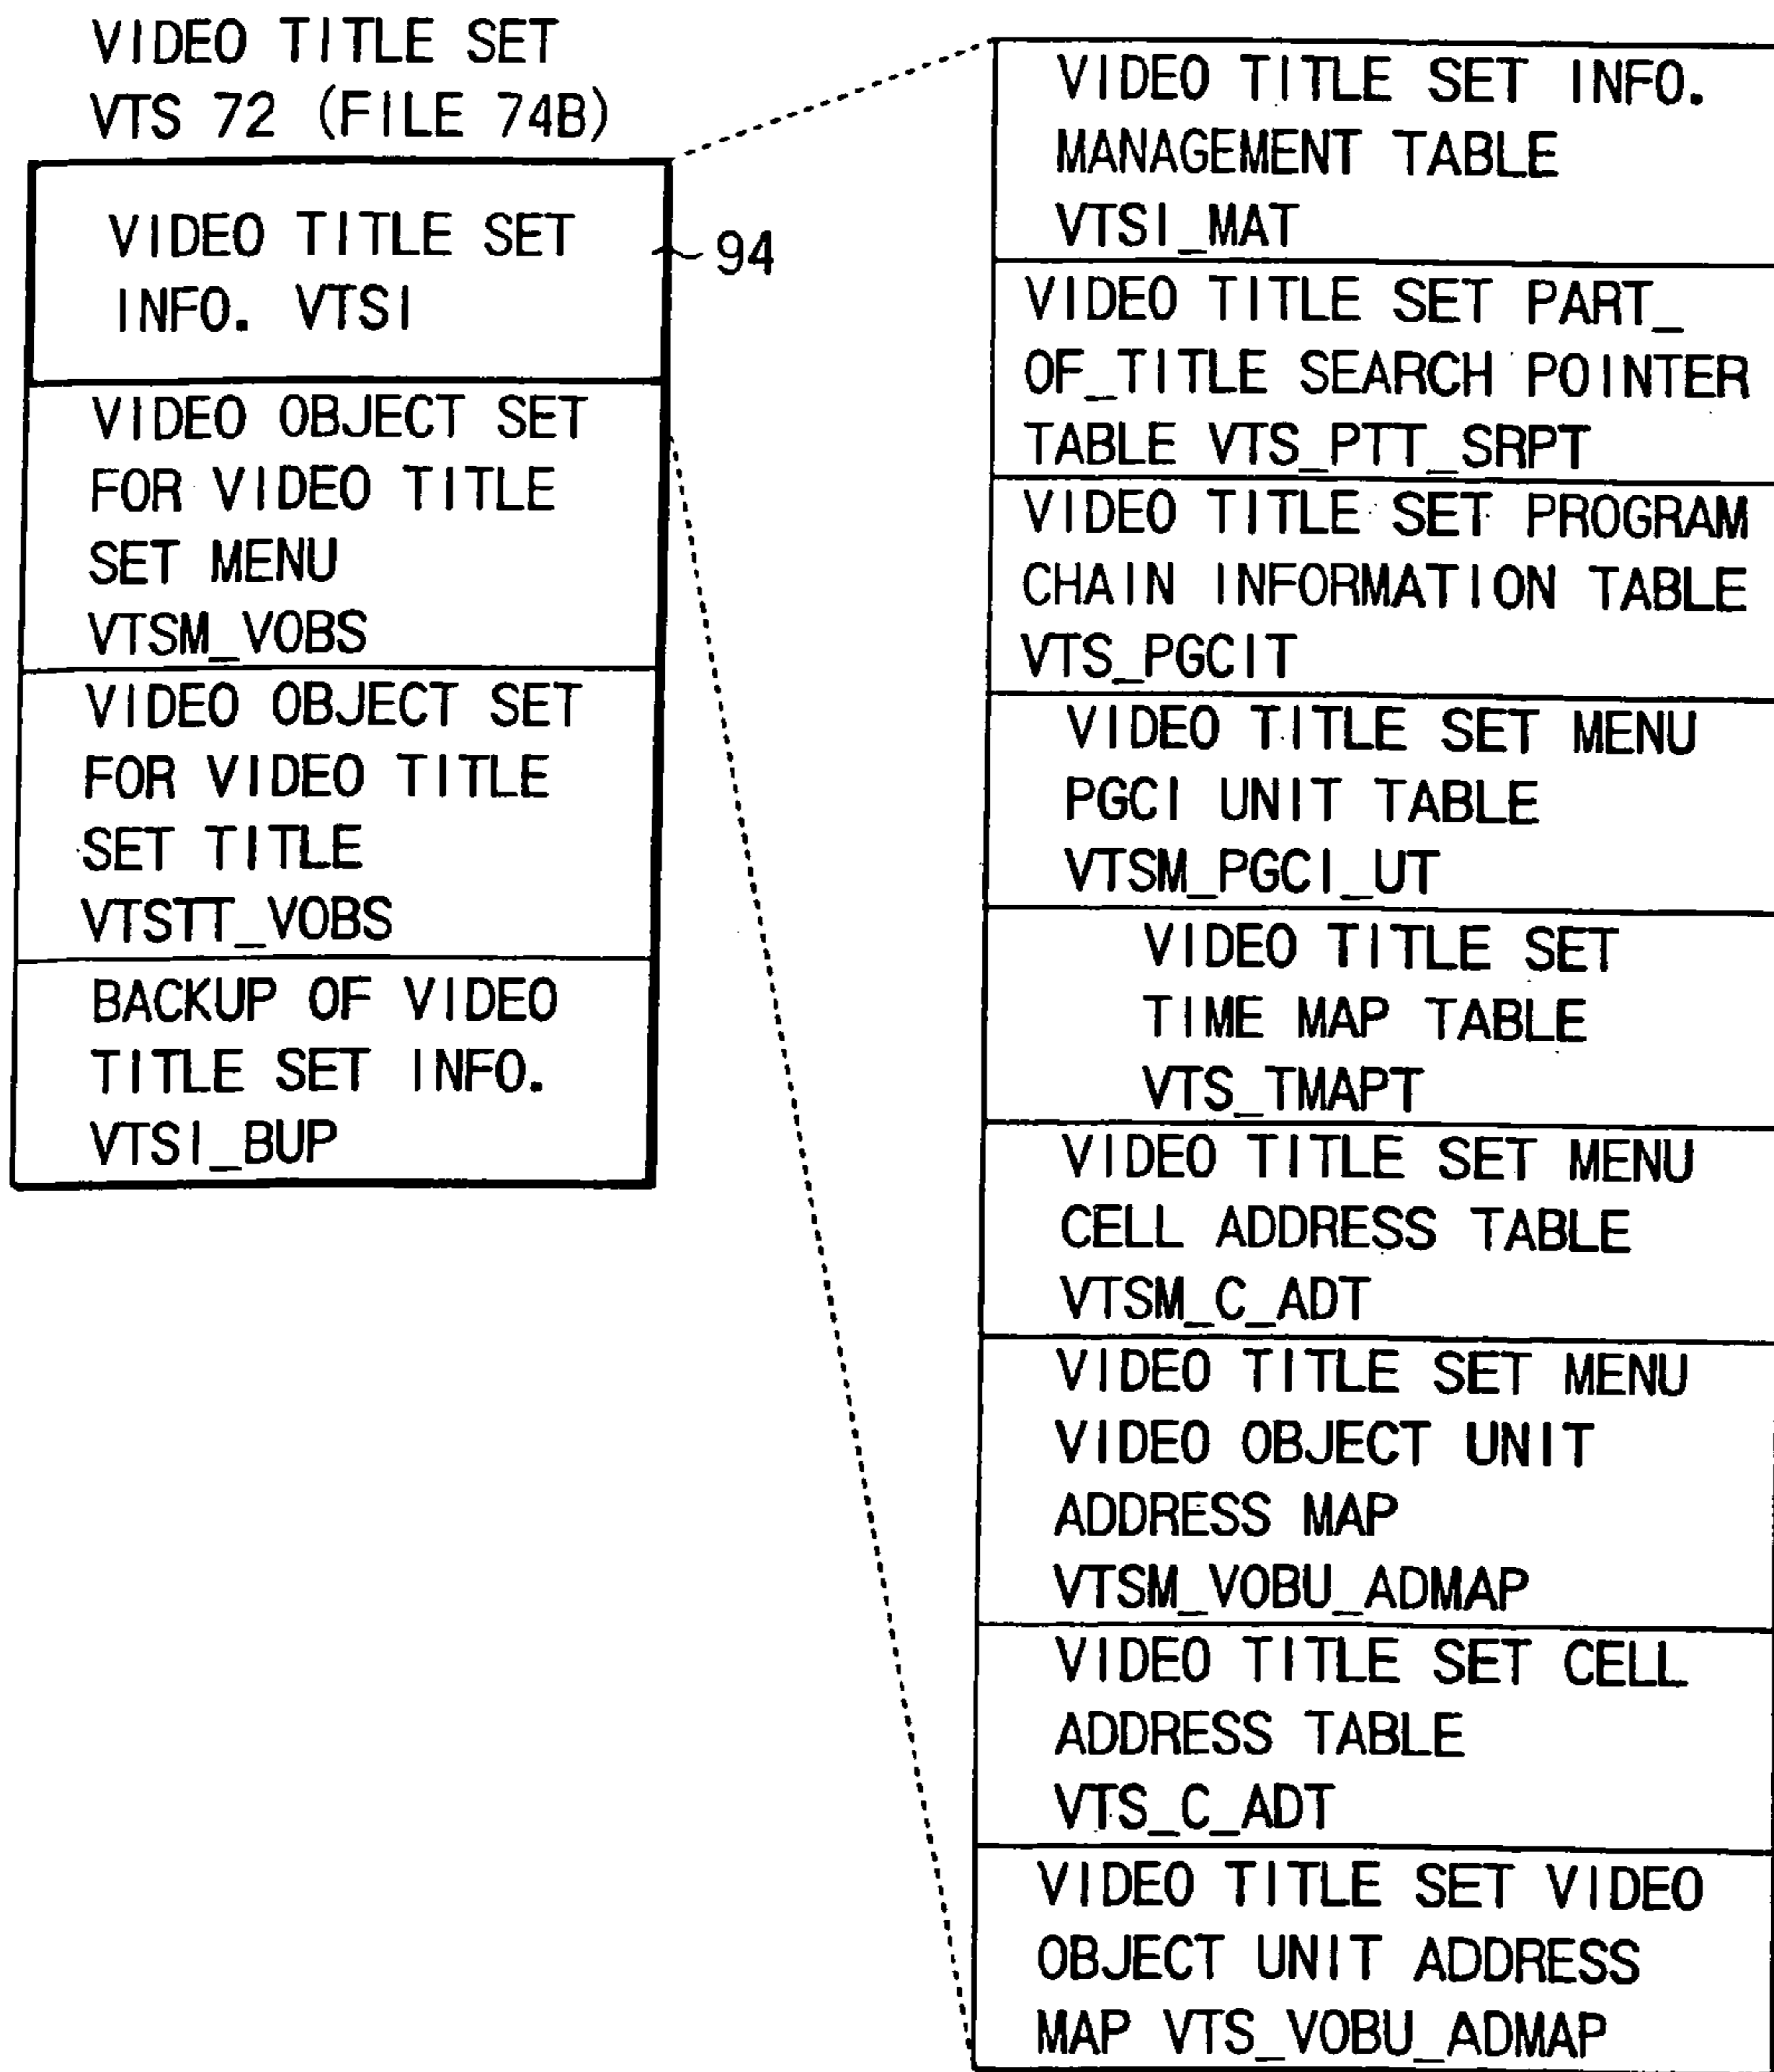 VIDEO TITLE SET
VTS 72 (FILE 74B)
VIDEO TITLE SET
INFO. VTSI
94
VIDEO OBJECT SET
FOR VIDEO TITLE
SET MENU
VTSM_VOBS
VIDEO OBJECT SET
FOR VIDEO TITLE
SET TITLE
VTSTT_VOBS
BACKUP OF VIDEO
TITLE SET INFO.
VTSI_BUP
VIDEO TITLE SET INFO.
MANAGEMENT TABLE
VTSI_MAT
VIDEO TITLE SET PART_
OF_TITLE SEARCH POINTER
TABLE VTS_PTT_SRPT
VIDEO TITLE SET PROGRAM
CHAIN INFORMATION TABLE
VTS_PGCIT
VIDEO TITLE SET MENU
PGCI UNIT TABLE
VTSM_PGCI_UT
VIDEO TITLE SET
TIME MAP TABLE
VTS_TMAPT
VIDEO TITLE SET MENU
CELL ADDRESS TABLE
VTSM_C_ADT
VIDEO TITLE SET MENU
VIDEO OBJECT UNIT
ADDRESS MAP
VTSM_VOBU_ADMAP
VIDEO TITLE SET CELL
ADDRESS TABLE
VTS_C_ADT
VIDEO TITLE SET VIDEO
OBJECT UNIT ADDRESS
MAP VTS_VOBU_ADMAP